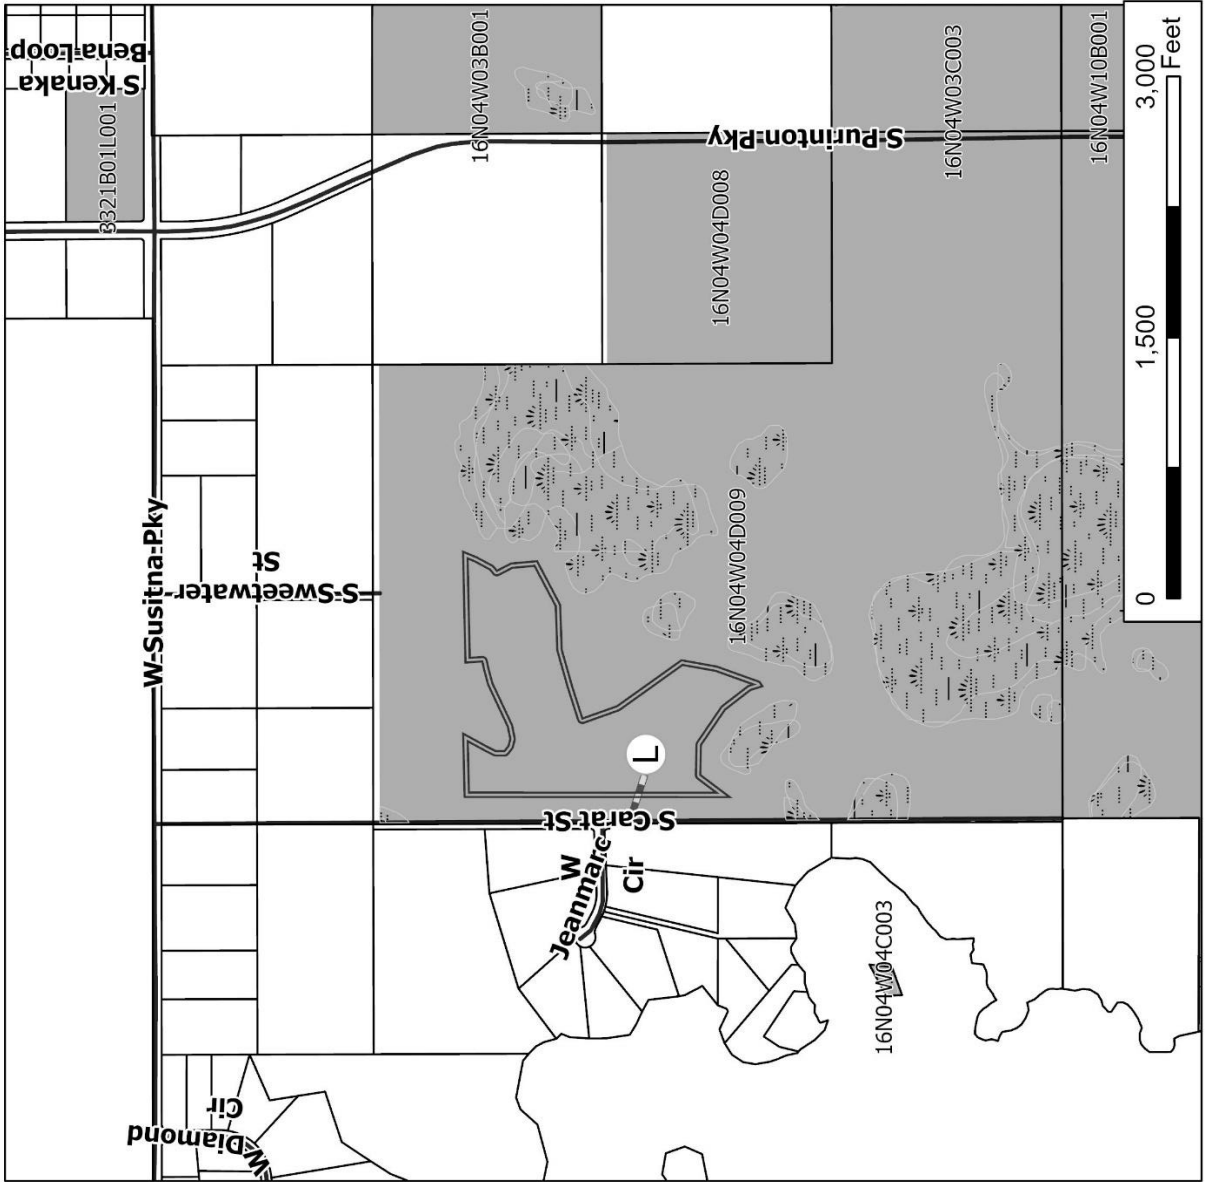 S Kenaka
Bena Loop
3321B01L001
16N04W03B001
S Purinton Pky
16N04W03C003
16N04W10B001
16N04W04D008
W Susitna Pky
S Sweetwater
St
16N04W04D009
L
S Carat St
W
Jeanmarc
Cir
16N04W04C003
W Diamond
Cir
0
1,500
3,000
Feet